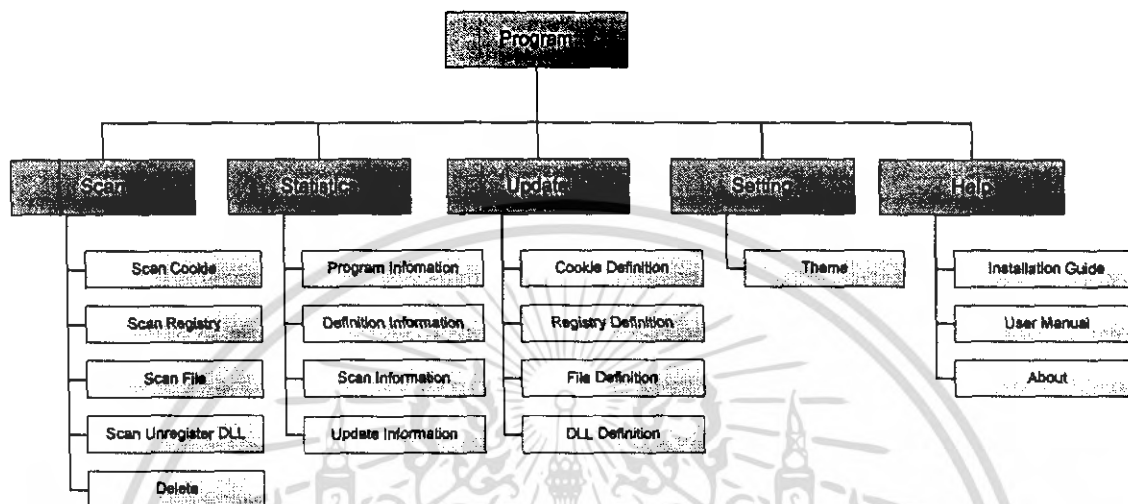 Program
Scan
Statistics
Update
Setting
Help
Scan Cookie
Scan Registry
Scan File
Scan Unregister DLL
Delete
Program Infomation
Definition Information
Scan Information
Update Information
Cookie Definition
Registry Definition
File Definition
DLL Definition
Theme
Installation Guide
User Manual
About